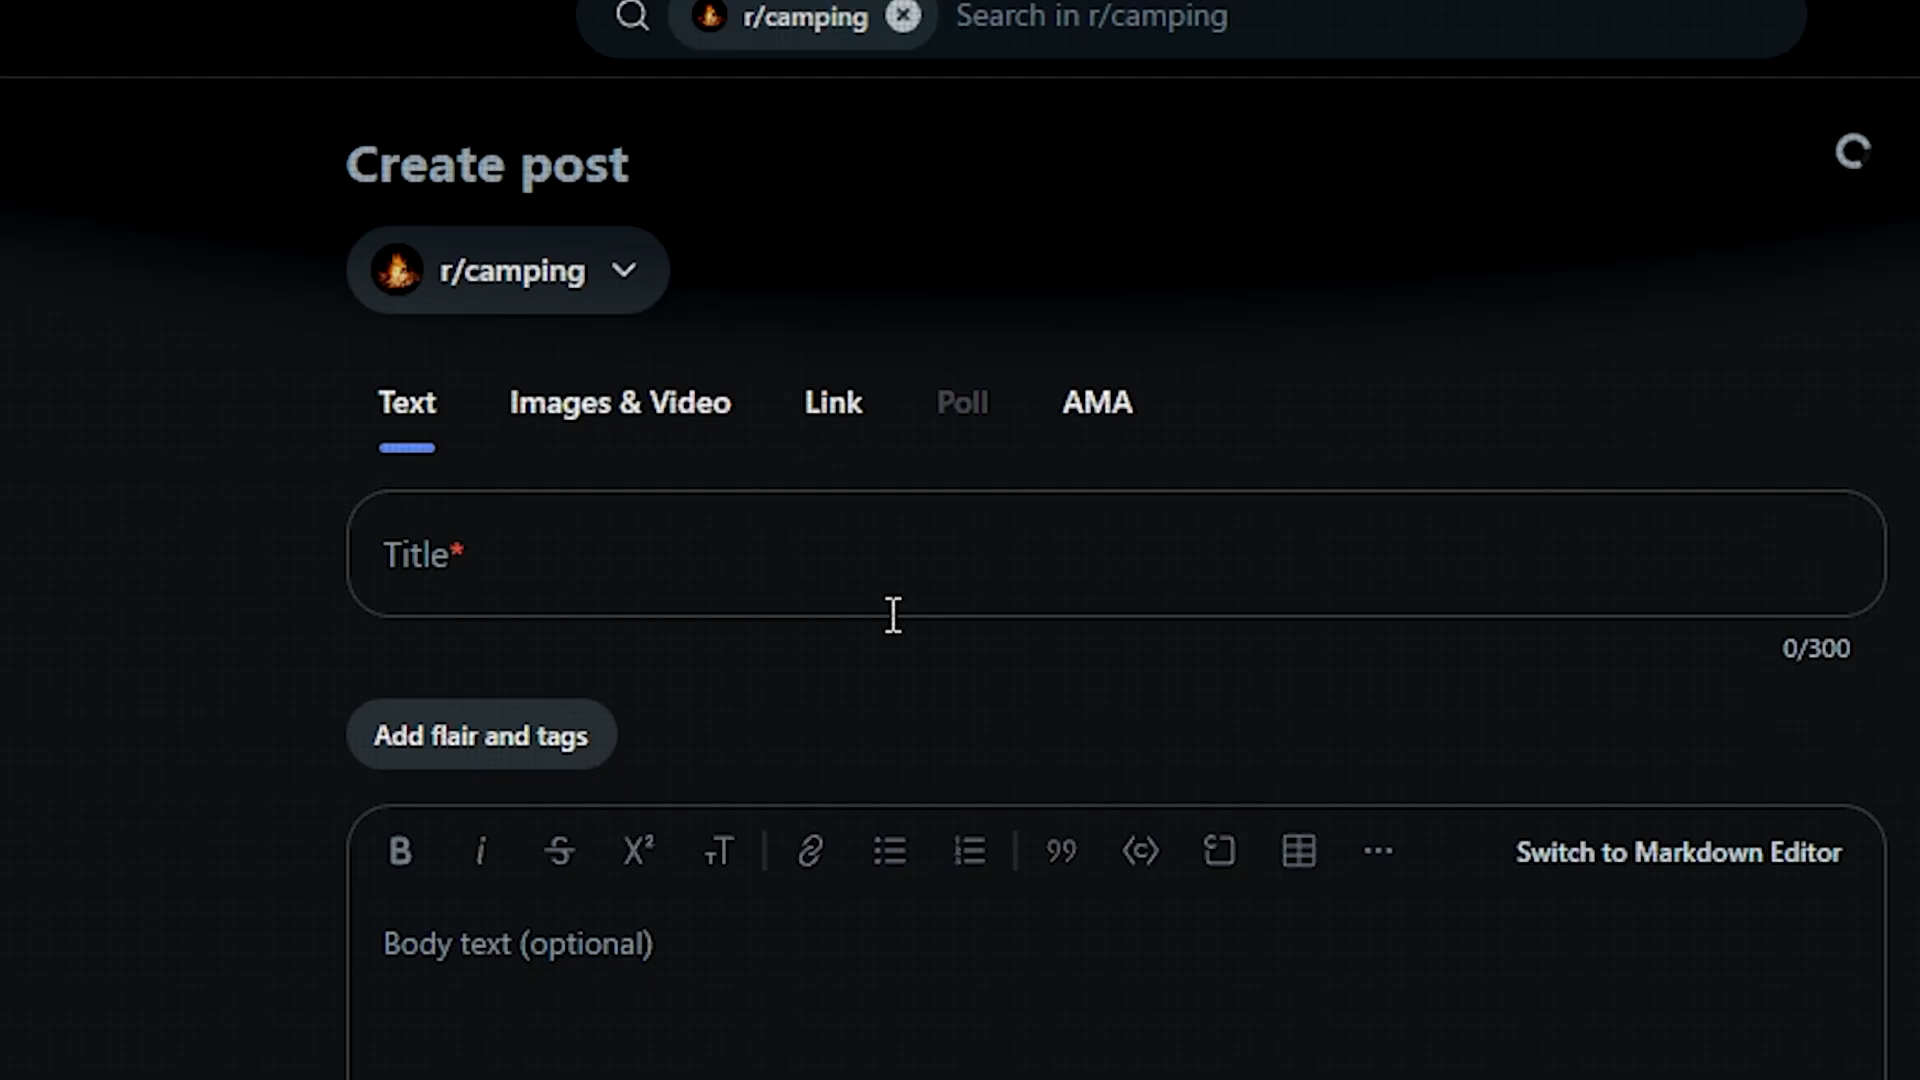 r/camping Search in r/camping
Create post
r/camping
Text Images & Video Link Poll AMA
Title*
0/300
Add flair and tags
Switch to Markdown Editor
Body text (optional)